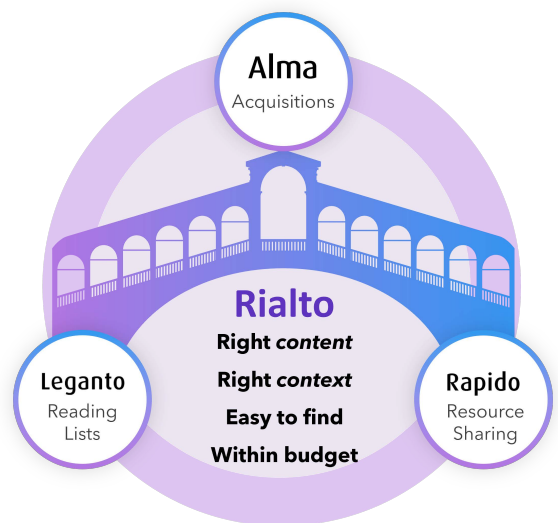 Alma
Acquisitions
Rialto
Right content
Right context
Easy to find
Within budget
Leganto
Reading
Lists
Rapido
Resource
Sharing